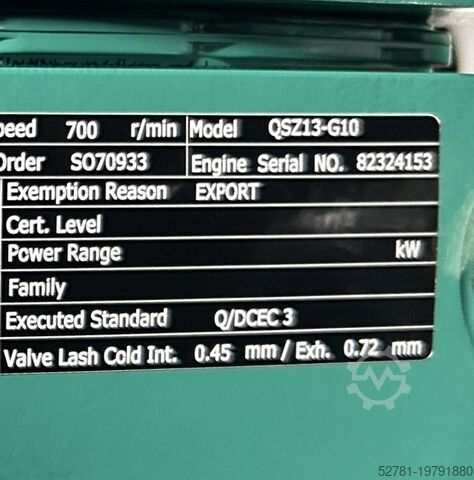 peed 700 r/min Model QSZ13-G10
Order SO70933 Engine Serial NO. 82324153
Exemption Reason EXPORT
Cert. Level
Power Range kW
Family
Executed Standard Q/DCEC 3
Valve Lash Cold Int. 0.45 mm / Exh. 0.72 mm
52781-19791880